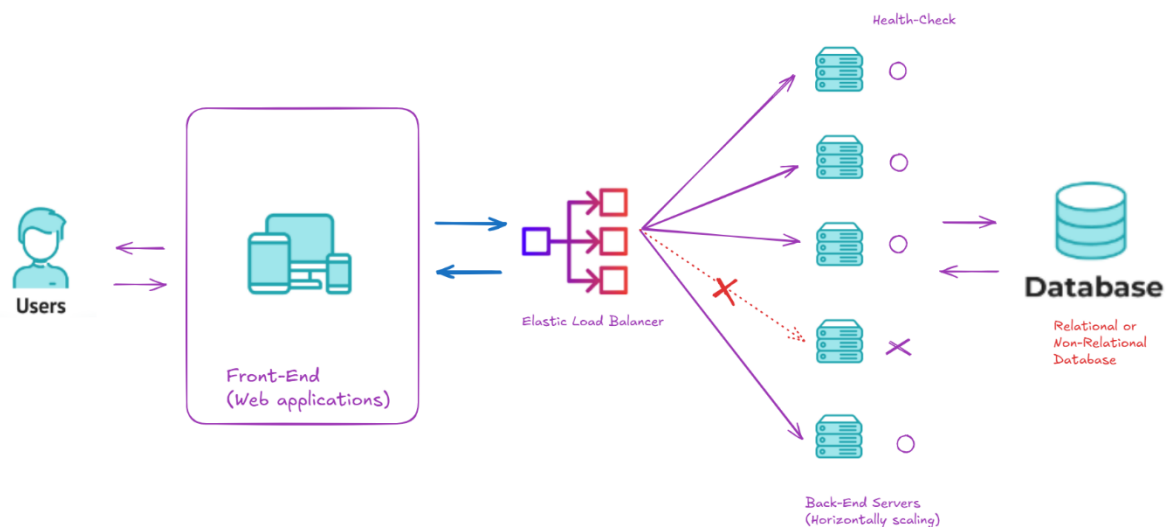 Health-Check
Users
Front-End
(Web applications)
Elastic Load Balancer
Database
Relational or
Non-Relational
Database
Back-End Servers
(Horizontally scaling)